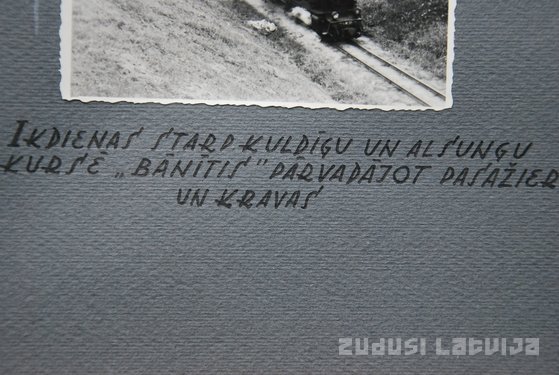 IKDIENAS STARP KULDĪGU UN ALSUNGU
KURSĒ „BĀNĪTIS" PĀRVADĀJOT PASAŽIER
UN KRAVAS
ZUDUSI LATVIJA